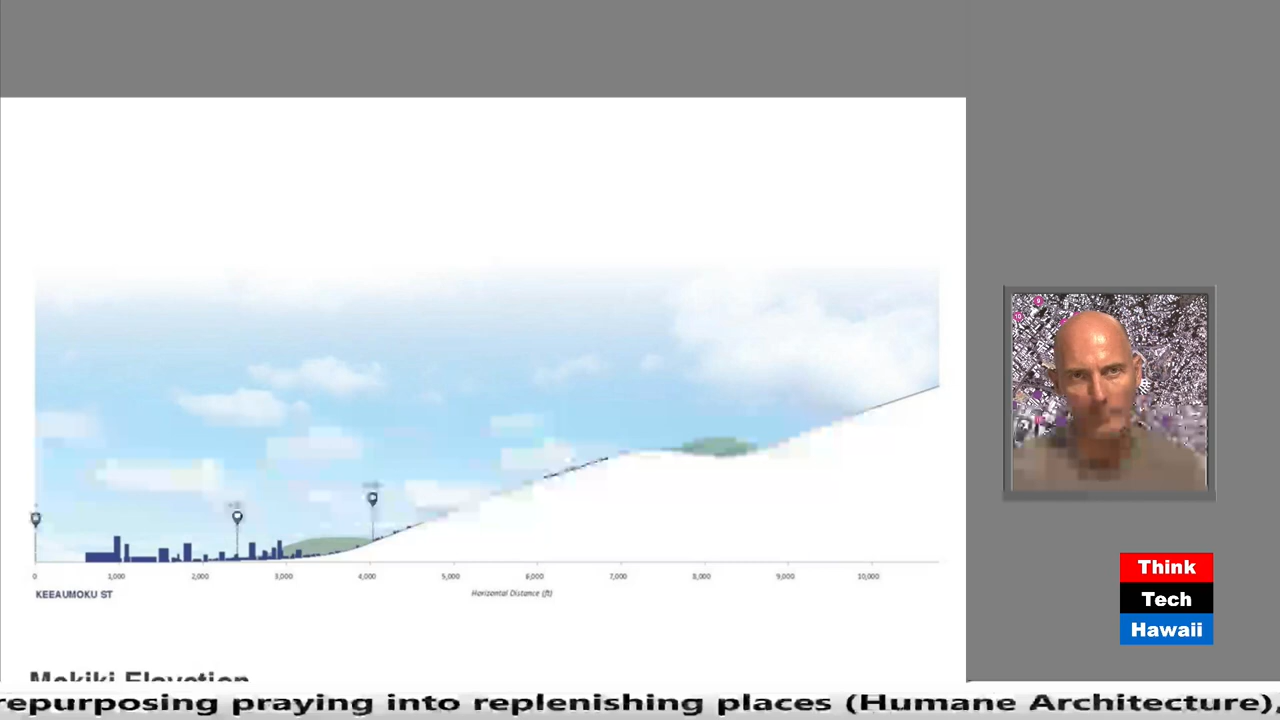 0 1,000 2,000 3,000 4,000 5,000 6,000 7,000 8,000 9,000 10,000
KEEAUMOKU ST
Horizontal Distance (ft)
Makiki Elevation
Think
Tech
Hawaii
repurposing praying into replenishing places (Humane Architecture),